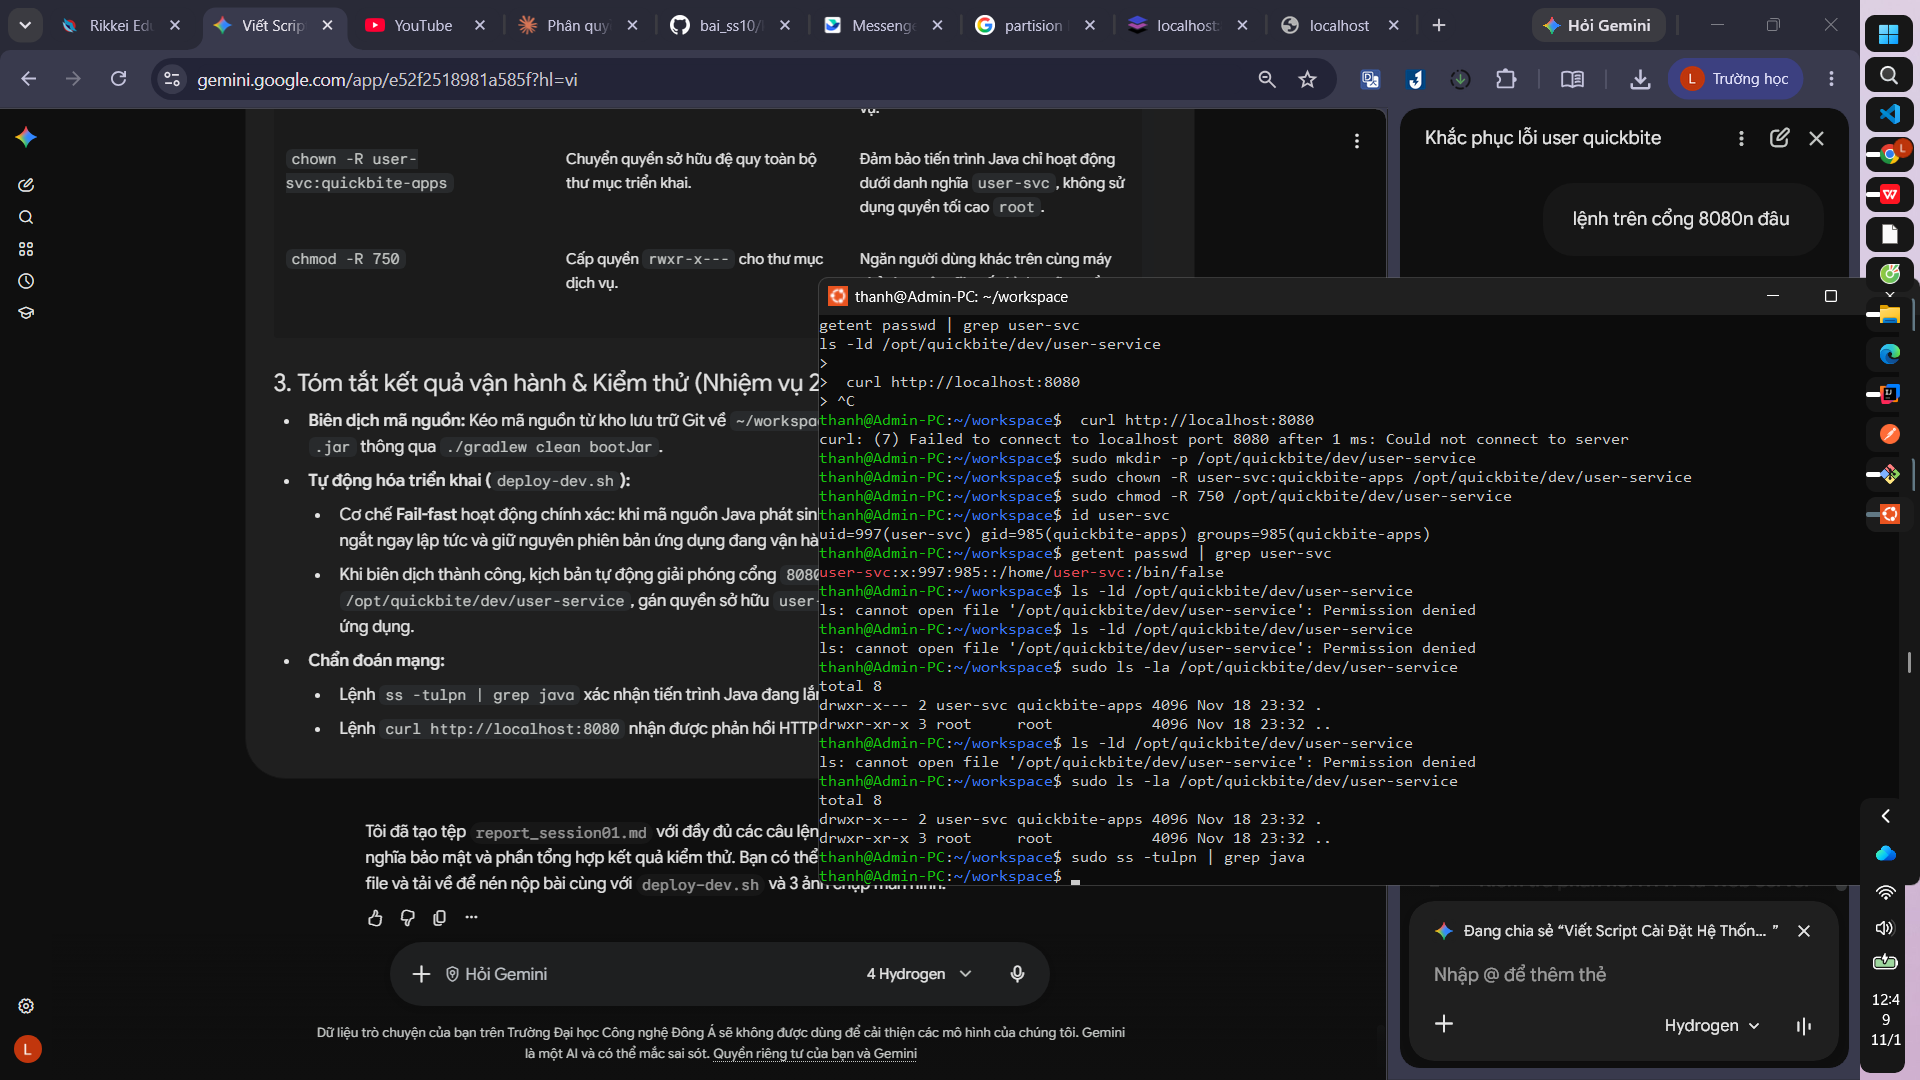 Rikkei Edu
Viết Scrip
YouTube
Phân quy
bai_ss10/
Messenge
partision
localhost:
localhost
Hỏi Gemini
gemini.google.com/app/e52f2518981a585f?hl=vi
L Trường học
vụ.
chown -R user-
svc:quickbite-apps
Chuyển quyền sở hữu đệ quy toàn bộ
thư mục triển khai.
Đảm bảo tiến trình Java chỉ hoạt động
dưới danh nghĩa user-svc, không sử
dụng quyền tối cao root.
chmod -R 750
Cấp quyền rwxr-x--- cho thư mục
dịch vụ.
Ngăn người dùng khác trên cùng máy
3. Tóm tắt kết quả vận hành & Kiểm thử (Nhiệm vụ 2
Biên dịch mã nguồn: Kéo mã nguồn từ kho lưu trữ Git về ~/workspa
.jar thông qua ./gradlew clean bootJar.
Tự động hóa triển khai (deploy-dev.sh):
Cơ chế Fail-fast hoạt động chính xác: khi mã nguồn Java phát sin
ngắt ngay lập tức và giữ nguyên phiên bản ứng dụng đang vận hà
Khi biên dịch thành công, kịch bản tự động giải phóng cổng 8080
/opt/quickbite/dev/user-service, gán quyền sở hữu user-
ứng dụng.
Chẩn đoán mạng:
Lệnh ss -tulpn | grep java xác nhận tiến trình Java đang lắ
Lệnh curl http://localhost:8080 nhận được phản hồi HTTP
Tôi đã tạo tệp report_session01.md với đầy đủ các câu lện
nghĩa bảo mật và phần tổng hợp kết quả kiểm thử. Bạn có thể
file và tải về để nén nộp bài cùng với deploy-dev.sh và 3 ảnh chụp màn hình.
Hỏi Gemini
4 Hydrogen
Dữ liệu trò chuyện của bạn trên Trường Đại học Công nghệ Đông Á sẽ không được dùng để cải thiện các mô hình của chúng tôi. Gemini
là một AI và có thể mắc sai sót. Quyền riêng tư của bạn và Gemini
L
Khắc phục lỗi user quickbite
lệnh trên cổng 8080n đâu
thanh@Admin-PC: ~/workspace
getent passwd | grep user-svc
ls -ld /opt/quickbite/dev/user-service
>
>  curl http://localhost:8080
> ^C
thanh@Admin-PC:~/workspace$  curl http://localhost:8080
curl: (7) Failed to connect to localhost port 8080 after 1 ms: Could not connect to server
thanh@Admin-PC:~/workspace$ sudo mkdir -p /opt/quickbite/dev/user-service
thanh@Admin-PC:~/workspace$ sudo chown -R user-svc:quickbite-apps /opt/quickbite/dev/user-service
thanh@Admin-PC:~/workspace$ sudo chmod -R 750 /opt/quickbite/dev/user-service
thanh@Admin-PC:~/workspace$ id user-svc
uid=997(user-svc) gid=985(quickbite-apps) groups=985(quickbite-apps)
thanh@Admin-PC:~/workspace$ getent passwd | grep user-svc
user-svc:x:997:985::/home/user-svc:/bin/false
thanh@Admin-PC:~/workspace$ ls -ld /opt/quickbite/dev/user-service
ls: cannot open file '/opt/quickbite/dev/user-service': Permission denied
thanh@Admin-PC:~/workspace$ ls -ld /opt/quickbite/dev/user-service
ls: cannot open file '/opt/quickbite/dev/user-service': Permission denied
thanh@Admin-PC:~/workspace$ sudo ls -la /opt/quickbite/dev/user-service
total 8
drwxr-x--- 2 user-svc quickbite-apps 4096 Nov 18 23:32 .
drwxr-xr-x 3 root     root           4096 Nov 18 23:32 ..
thanh@Admin-PC:~/workspace$ ls -ld /opt/quickbite/dev/user-service
ls: cannot open file '/opt/quickbite/dev/user-service': Permission denied
thanh@Admin-PC:~/workspace$ sudo ls -la /opt/quickbite/dev/user-service
total 8
drwxr-x--- 2 user-svc quickbite-apps 4096 Nov 18 23:32 .
drwxr-xr-x 3 root     root           4096 Nov 18 23:32 ..
thanh@Admin-PC:~/workspace$ sudo ss -tulpn | grep java
thanh@Admin-PC:~/workspace$
Đang chia sẻ “Viết Script Cài Đặt Hệ Thốn... ”
Nhập @ để thêm thẻ
Hydrogen
12:4
9
11/1